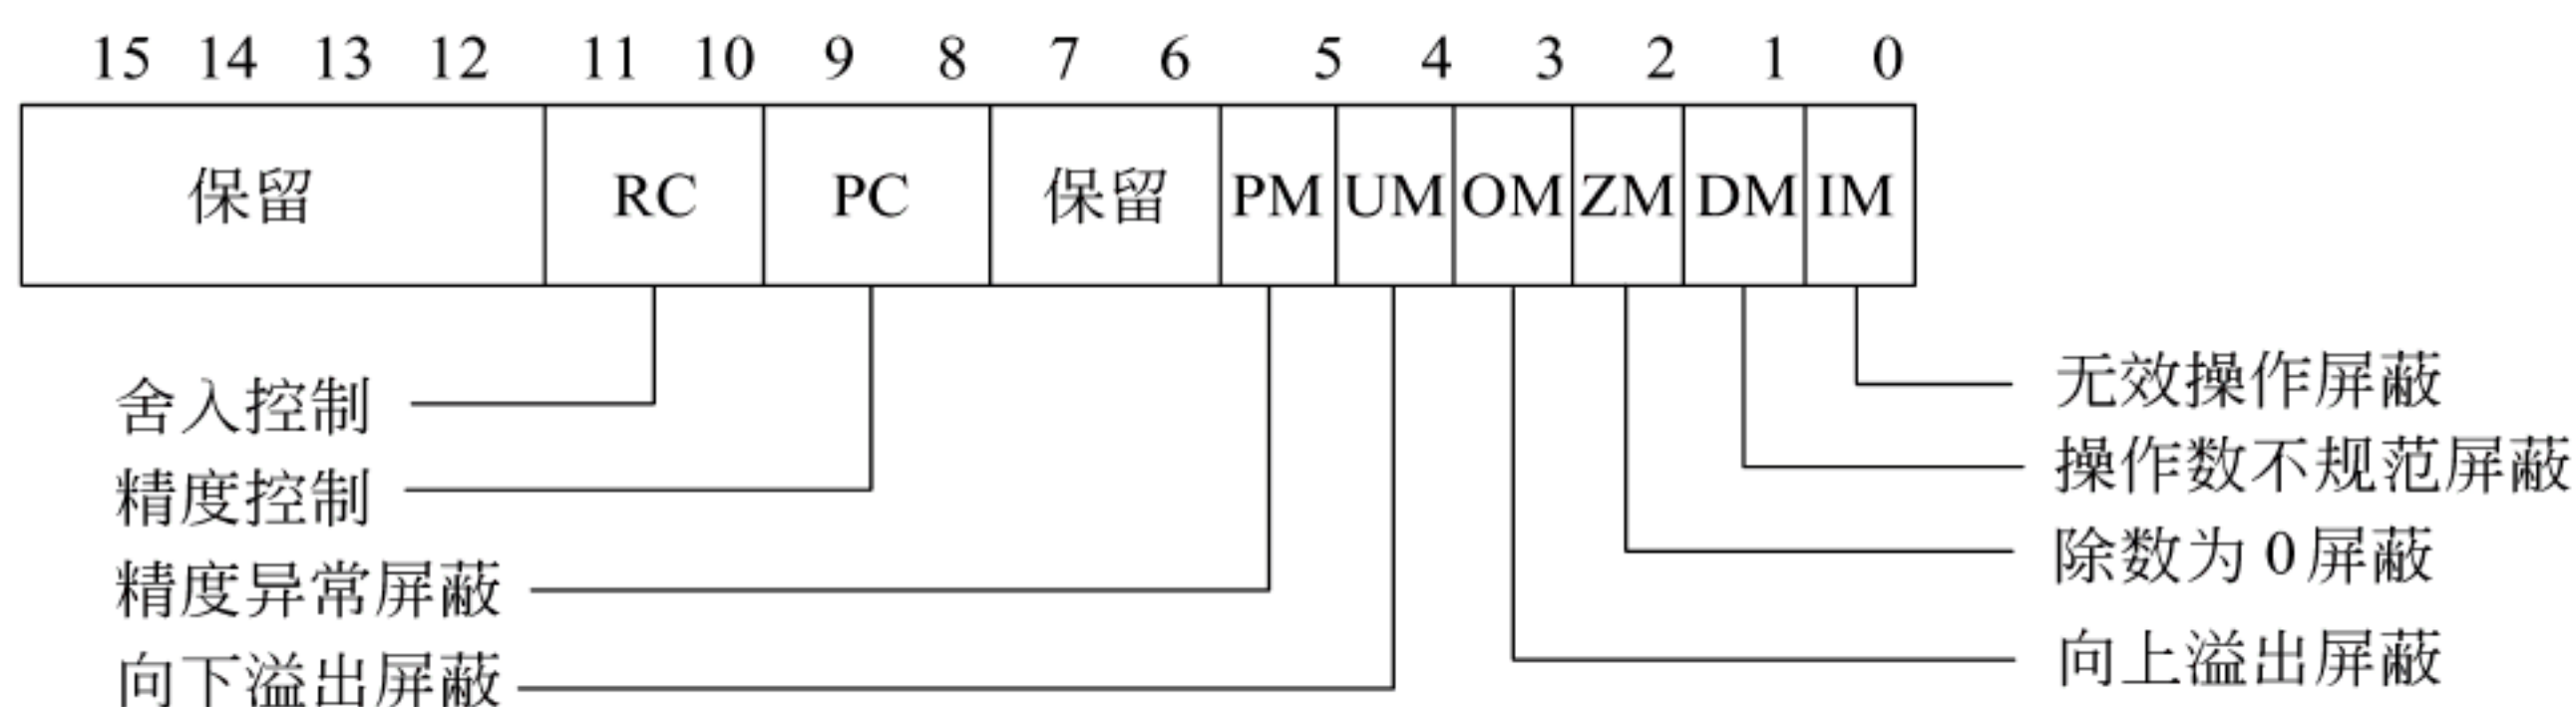 15 14 13 12 11 10 9 8 7 6 5 4 3 2 1 0
保留 RC PC 保留 PM UM OM ZM DM IM
舍入控制
精度控制
精度异常屏蔽
向下溢出屏蔽
无效操作屏蔽
操作数不规范屏蔽
除数为0屏蔽
向上溢出屏蔽